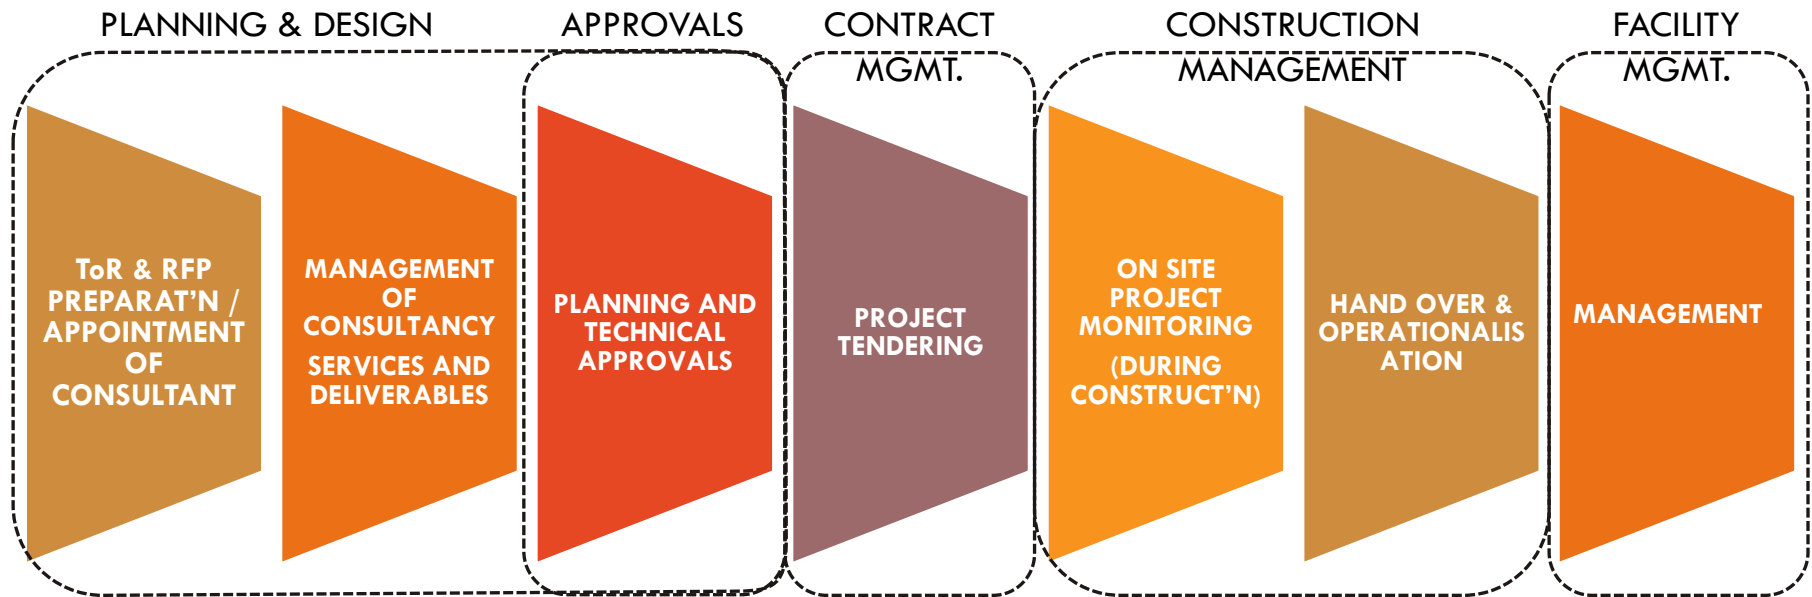 PLANNING & DESIGN
APPROVALS
CONTRACT
MGMT.
CONSTRUCTION
MANAGEMENT
FACILITY
MGMT.
ToR & RFP
PREPARAT’N /
APPOINTMENT
OF
CONSULTANT
MANAGEMENT
OF
CONSULTANCY
SERVICES AND
DELIVERABLES
PLANNING AND
TECHNICAL
APPROVALS
PROJECT
TENDERING
ON SITE
PROJECT
MONITORING
(DURING
CONSTRUCT’N)
HAND OVER &
OPERATIONALIS
ATION
MANAGEMENT